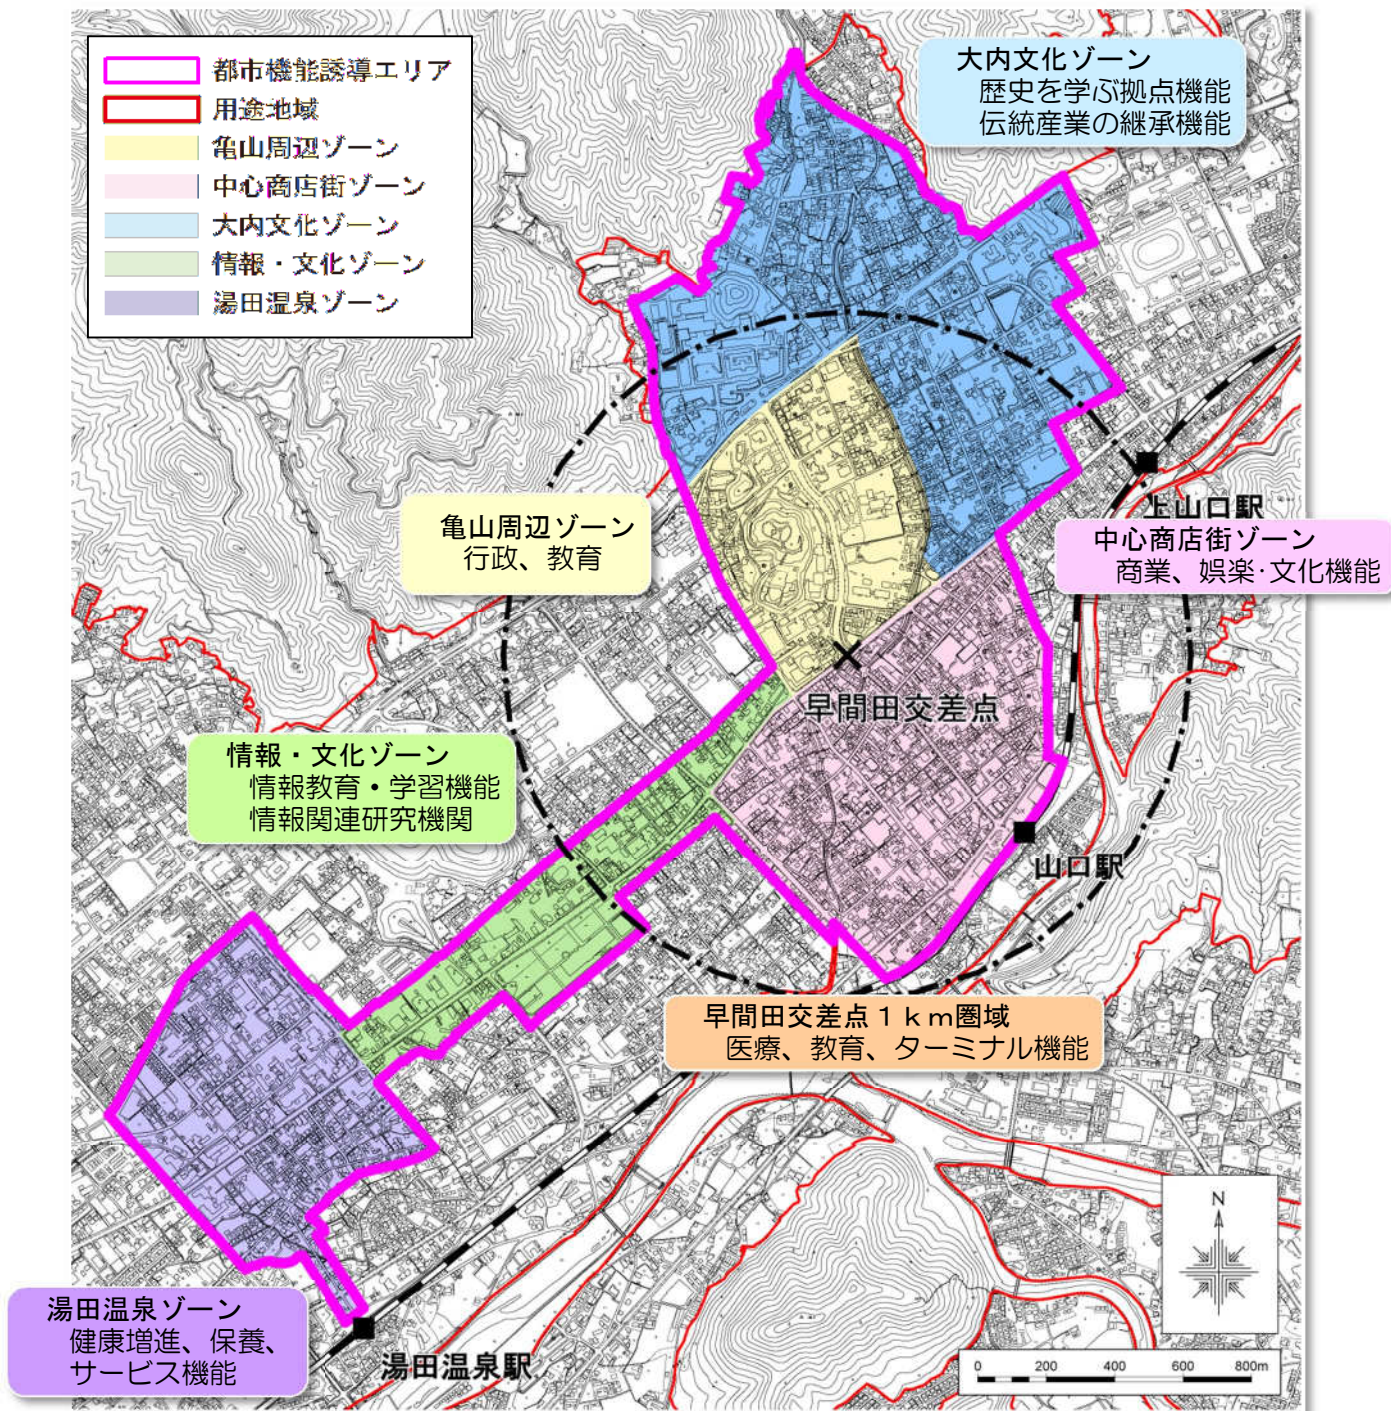 都市機能誘導エリア
用途地域
亀山周辺ゾーン
中心商店街ゾーン
大内文化ゾーン
情報・文化ゾーン
湯田温泉ゾーン
大内文化ゾーン
歴史を学ぶ拠点機能
伝統産業の継承機能
上山口駅
亀山周辺ゾーン
行政、教育
中心商店街ゾーン
商業、娯楽・文化機能
早間田交差点
情報・文化ゾーン
情報教育・学習機能
情報関連研究機関
山口駅
早間田交差点１ｋｍ圏域
医療、教育、ターミナル機能
湯田温泉ゾーン
健康増進、保養、
サービス機能
湯田温泉駅
N
0 200 400 600 800m